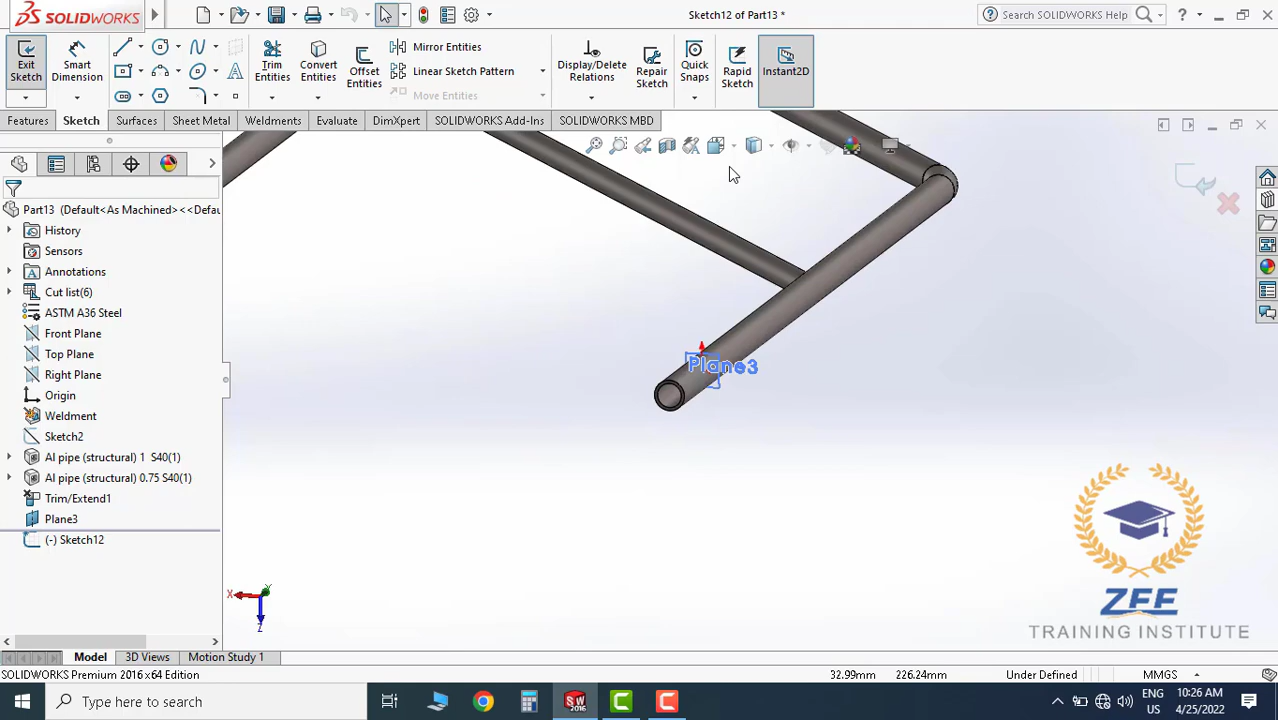 SOLIDWORKS
Sketch12 of Part13 *
Search SOLIDWORKS Help
Exit Sketch
Smart Dimension
Trim Entities
Convert Entities
Offset Entities
Mirror Entities
Linear Sketch Pattern
Move Entities
Display/Delete Relations
Repair Sketch
Quick Snaps
Rapid Sketch
Instant2D
Features
Sketch
Surfaces
Sheet Metal
Weldments
Evaluate
DimXpert
SOLIDWORKS Add-Ins
SOLIDWORKS MBD
Part13 (Default<As Machined><<Defau
History
Sensors
Annotations
Cut list(6)
ASTM A36 Steel
Front Plane
Top Plane
Right Plane
Origin
Weldment
Sketch2
AI pipe (structural) 1 S40(1)
AI pipe (structural) 0.75 S40(1)
Trim/Extend1
Plane3
(-) Sketch12
Plane3
X
Y
Z
ZFE
TRAINING INSTITUTE
Model
3D Views
Motion Study 1
SOLIDWORKS Premium 2016 x64 Edition
32.99mm
226.24mm
Under Defined
MMGS
Type here to search
SW
2016
ENG
US
10:26 AM
4/25/2022